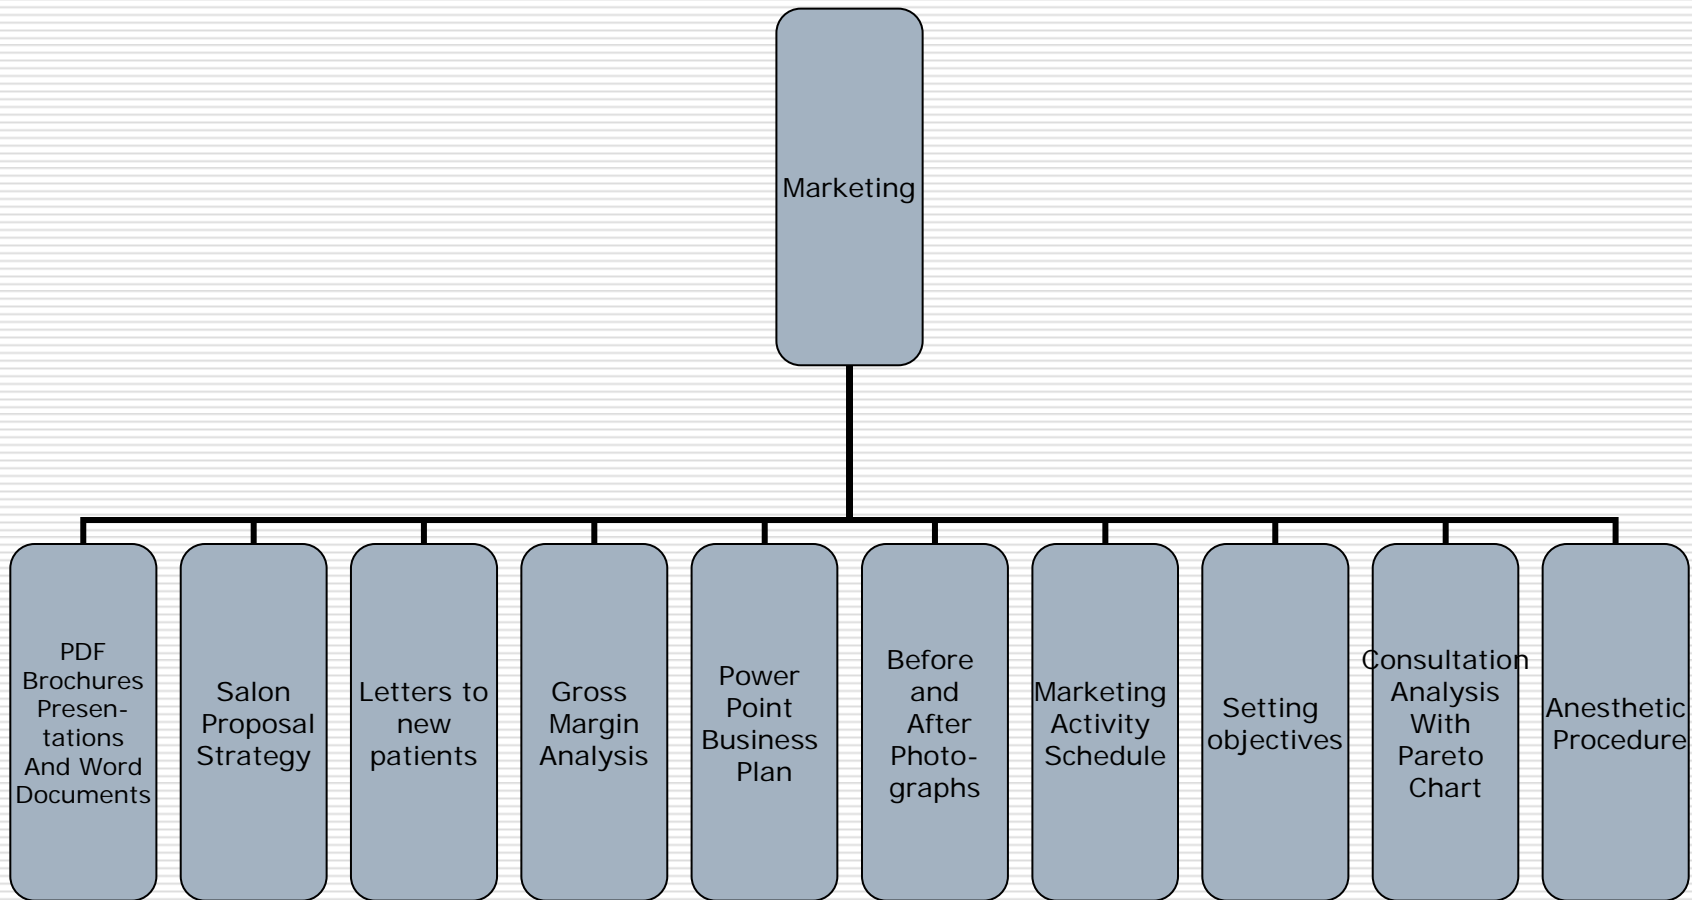 Marketing
PDF
Brochures
Presen-
tations
And Word
Documents
Salon
Proposal
Strategy
Letters to
new
patients
Gross
Margin
Analysis
Power
Point
Business
Plan
Before
and
After
Photo-
graphs
Marketing
Activity
Schedule
Setting
objectives
Consultation
Analysis
With
Pareto
Chart
Anesthetic
Procedure